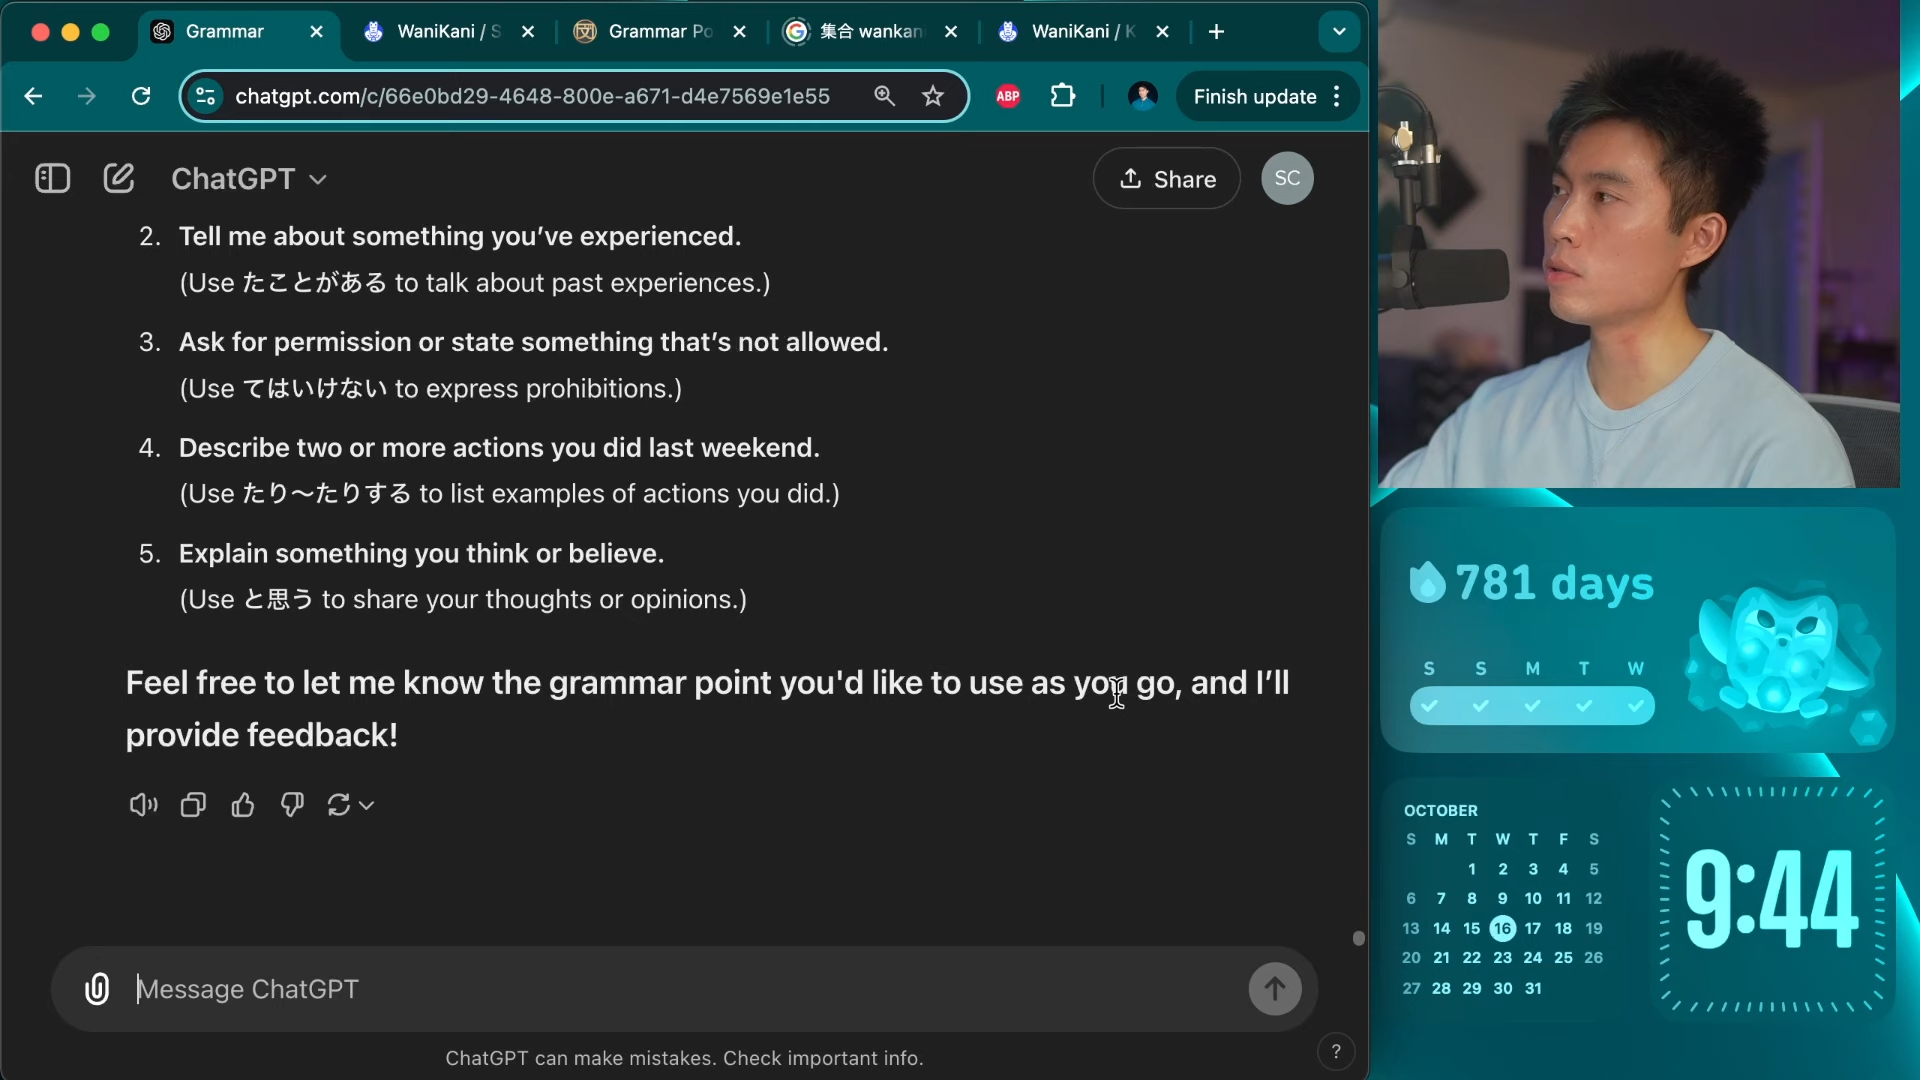 Grammar
WaniKani / S
Grammar Po
集合 wankan
WaniKani / K
chatgpt.com/c/66e0bd29-4648-800e-a671-d4e7569e1e55
ABP
Finish update
ChatGPT
Share
SC
2. Tell me about something you’ve experienced.
(Use たことがある to talk about past experiences.)
3. Ask for permission or state something that’s not allowed.
(Use てはいけない to express prohibitions.)
4. Describe two or more actions you did last weekend.
(Use たり〜たりする to list examples of actions you did.)
5. Explain something you think or believe.
(Use と思う to share your thoughts or opinions.)
Feel free to let me know the grammar point you'd like to use as you go, and I’ll
provide feedback!
Message ChatGPT
ChatGPT can make mistakes. Check important info.
?
781 days
S S M T W
OCTOBER
S M T W T F S
1 2 3 4 5
6 7 8 9 10 11 12
13 14 15 16 17 18 19
20 21 22 23 24 25 26
27 28 29 30 31
9:44